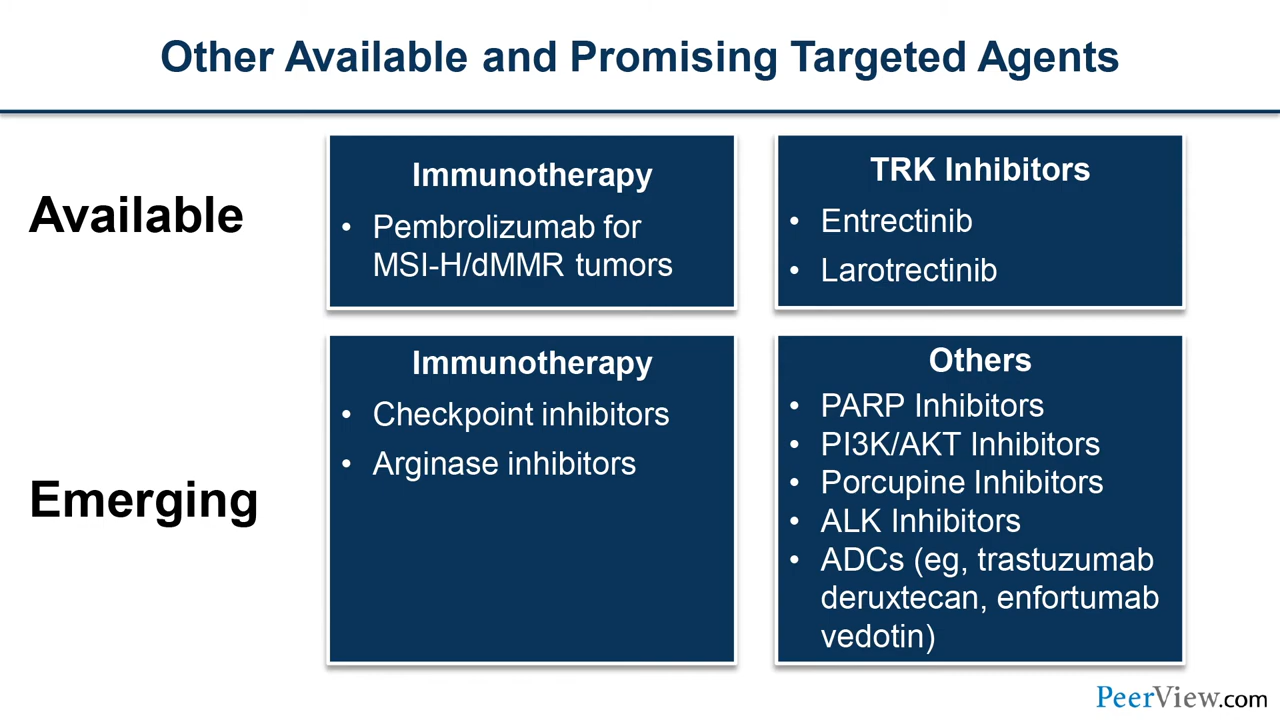 Other Available and Promising Targeted Agents
Available
Immunotherapy
• Pembrolizumab for
MSI-H/dMMR tumors
TRK Inhibitors
• Entrectinib
• Larotrectinib
Emerging
Immunotherapy
• Checkpoint inhibitors
• Arginase inhibitors
Others
• PARP Inhibitors
• PI3K/AKT Inhibitors
• Porcupine Inhibitors
• ALK Inhibitors
• ADCs (eg, trastuzumab
deruxtecan, enfortumab
vedotin)
PeerView.com